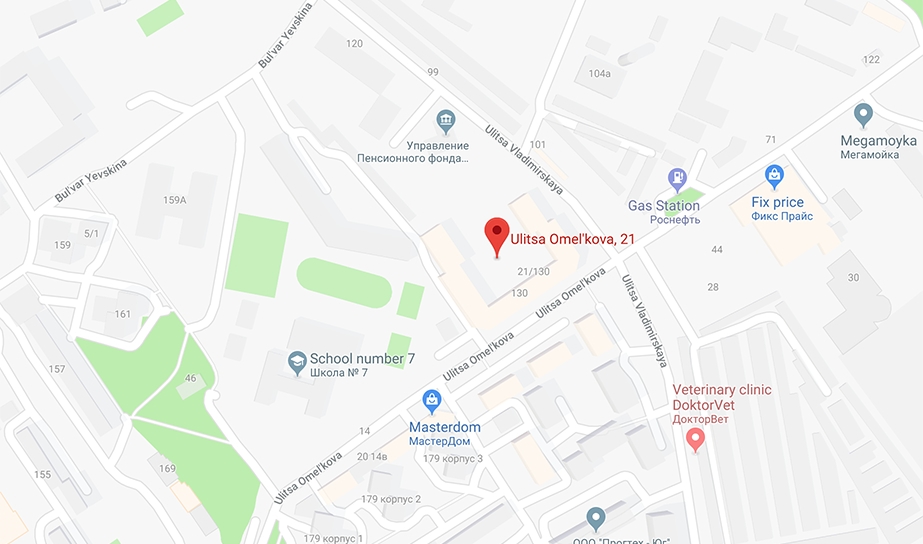 Bul'var Yevskina
120
99
104а
122
Управление
Пенсионного фонда...
Ulitsa Vladimirskaya
101
71
Megamoyka
Мегамойка
Bul'var Yevskina
159А
Gas Station
Роснефть
Fix price
Фикс Прайс
5/1
159
Ulitsa Omel'kova, 21
44
21/130
130
Ulitsa Omel'kova
28
30
161
Ulitsa Vladimirskaya
School number 7
Школа № 7
Ulitsa Omel'kova
157
46
Veterinary clinic
DoktorVet
ДокторВет
Masterdom
МастерДом
14
20 14в
179 корпус 3
169
155
Ulitsa Omel'kova
179 корпус 2
179 корпус 1
ООО "Прогтех - Юг"